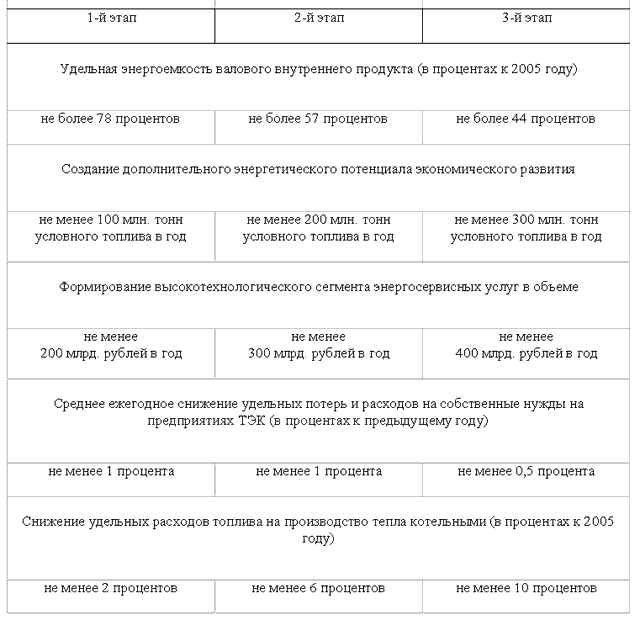 1-й этап 2-й этап 3-й этап
Удельная энергоемкость валового внутреннего продукта (в процентах к 2005 году)
не более 78 процентов не более 57 процентов не более 44 процентов
Создание дополнительного энергетического потенциала экономического развития
не менее 100 млн. тонн не менее 200 млн. тонн не менее 300 млн. тонн
условного топлива в год условного топлива в год условного топлива в год
Формирование высокотехнологического сегмента энергосервисных услуг в объеме
не менее не менее не менее
200 млрд. рублей в год 300 млрд. рублей в год 400 млрд. рублей в год
Среднее ежегодное снижение удельных потерь и расходов на собственные нужды на
предприятиях ТЭК (в процентах к предыдущему году)
не менее 1 процента не менее 1 процента не менее 0,5 процента
Снижение удельных расходов топлива на производство тепла котельными (в процентах к 2005
году)
не менее 2 процентов не менее 6 процентов не менее 10 процентов